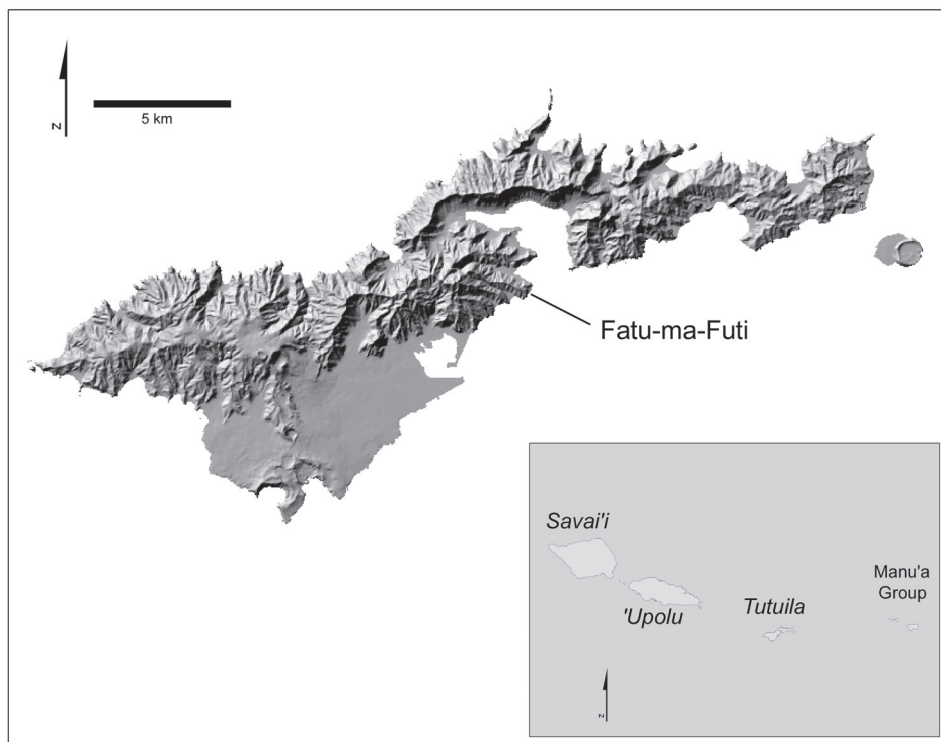 N
5 km
Fatu-ma-Futi
Savai'i
'Upolu
Tutuila
Manu'a
Group
N